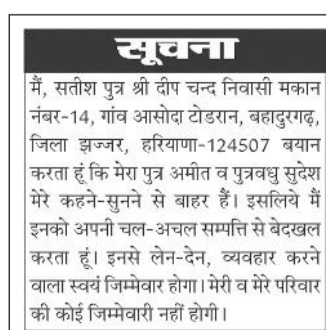 सूचना
मैं, सतीश पुत्र श्री दीप चन्द निवासी मकान
नंबर-14, गांव आसोदा टोडरान, बहादुरगढ़,
जिला झज्जर, हरियाणा-124507 बयान
करता हूं कि मेरा पुत्र अमीत व पुत्रवधु सुदेश
मेरे कहने-सुनने से बाहर हैं। इसलिये मैं
इनको अपनी चल-अचल सम्पत्ति से बेदखल
करता हूं। इनसे लेन-देन, व्यवहार करने
वाला स्वयं जिम्मेवार होगा। मेरी व मेरे परिवार
की कोई जिम्मेवारी नहीं होगी।